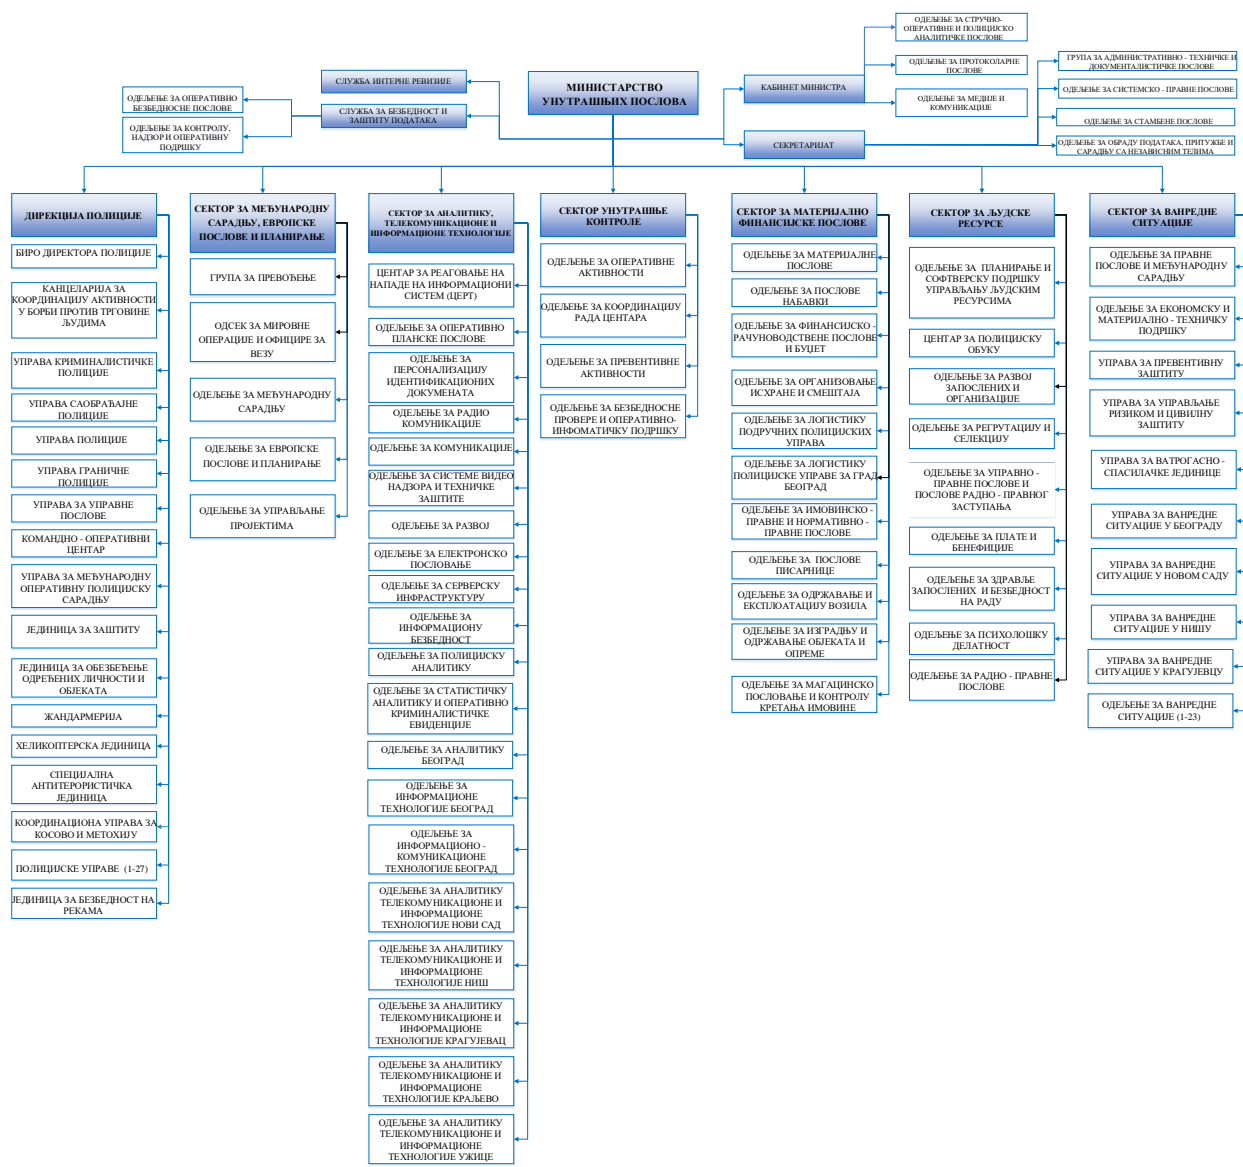 ОДЕЉЕЊЕ ЗА СТРУЧНО-
ОПЕРАТИВНЕ И ПОЛИЦИЈСКО
АНАЛИТИЧКЕ ПОСЛОВЕ
ОДЕЉЕЊЕ ЗА ПРОТОКОЛАРНЕ
ПОСЛОВЕ
ОДЕЉЕЊЕ ЗА МЕДИЈЕ И
КОМУНИКАЦИЈЕ
ГРУПА ЗА АДМИНИСТРАТИВНО - ТЕХНИЧКЕ И
ДОКУМЕНТАЛИСТИЧКЕ ПОСЛОВЕ
ОДЕЉЕЊЕ ЗА СИСТЕМСКО - ПРАВНЕ ПОСЛОВЕ
ОДЕЉЕЊЕ ЗА СТАМБЕНЕ ПОСЛОВЕ
ОДЕЉЕЊЕ ЗА ОБРАДУ ПОДАТАКА, ПРИТУЖБЕ И
САРАДЊУ СА НЕЗАВИСНИМ ТЕЛИМА
КАБИНЕТ МИНИСТРА
СЕКРЕТАРИЈАТ
МИНИСТАРСТВО
УНУТРАШЊИХ ПОСЛОВА
СЛУЖБА ИНТЕРНЕ РЕВИЗИЈЕ
СЛУЖБА ЗА БЕЗБЕДНОСТ И
ЗАШТИТУ ПОДАТАКА
ОДЕЉЕЊЕ ЗА ОПЕРАТИВНО
БЕЗБЕДНОСНЕ ПОСЛОВЕ
ОДЕЉЕЊЕ ЗА КОНТРОЛУ,
НАДЗОР И ОПЕРАТИВНУ
ПОДРШКУ
ДИРЕКЦИЈА ПОЛИЦИЈЕ
БИРО ДИРЕКТОРА ПОЛИЦИЈЕ
КАНЦЕЛАРИЈА ЗА
КООРДИНАЦИЈУ АКТИВНОСТИ
У БОРБИ ПРОТИВ ТРГОВИНЕ
ЉУДИМА
УПРАВА КРИМИНАЛИСТИЧКЕ
ПОЛИЦИЈЕ
УПРАВА САОБРАЋАЈНЕ
ПОЛИЦИЈЕ
УПРАВА ПОЛИЦИЈЕ
УПРАВА ГРАНИЧНЕ
ПОЛИЦИЈЕ
УПРАВА ЗА УПРАВНЕ
ПОСЛОВЕ
КОМАНДНО - ОПЕРАТИВНИ
ЦЕНТАР
УПРАВА ЗА МЕЂУНАРОДНУ
ОПЕРАТИВНУ ПОЛИЦИЈСКУ
САРАДЊУ
ЈЕДИНИЦА ЗА ЗАШТИТУ
ЈЕДИНИЦА ЗА ОБЕЗБЕЂЕЊЕ
ОДРЕЂЕНИХ ЛИЧНОСТИ И
ОБЈЕКАТА
ЖАНДАРМЕРИЈА
ХЕЛИКОПТЕРСКА ЈЕДИНИЦА
СПЕЦИЈАЛНА
АНТИТЕРОРИСТИЧКА
ЈЕДИНИЦА
КООРДИНАЦИОНА УПРАВА ЗА
КОСОВО И МЕТОХИЈУ
ПОЛИЦИЈСКЕ УПРАВЕ (1-27)
ЈЕДИНИЦА ЗА БЕЗБЕДНОСТ НА
РЕКАМА
СЕКТОР ЗА МЕЂУНАРОДНУ
САРАДЊУ, ЕВРОПСКЕ
ПОСЛОВЕ И ПЛАНИРАЊЕ
ГРУПА ЗА ПРЕВОЂЕЊЕ
ОДСЕК ЗА МИРОВНЕ
ОПЕРАЦИЈЕ И ОФИЦИРЕ ЗА
ВЕЗУ
ОДЕЉЕЊЕ ЗА МЕЂУНАРОДНУ
САРАДЊУ
ОДЕЉЕЊЕ ЗА ЕВРОПСКЕ
ПОСЛОВЕ И ПЛАНИРАЊЕ
ОДЕЉЕЊЕ ЗА УПРАВЉАЊЕ
ПРОЈЕКТИМА
СЕКТОР ЗА АНАЛИТИКУ,
ТЕЛЕКОМУНИКАЦИОНЕ И
ИНФОРМАЦИОНЕ ТЕХНОЛОГИЈЕ
ЦЕНТАР ЗА РЕАГОВАЊЕ НА
НАПАДЕ НА ИНФОРМАЦИОНИ
СИСТЕМ (ЦЕРТ)
ОДЕЉЕЊЕ ЗА ОПЕРАТИВНО
ПЛАНСКЕ ПОСЛОВЕ
ОДЕЉЕЊЕ ЗА
ПЕРСОНАЛИЗАЦИЈУ
ИДЕНТИФИКАЦИОНИХ
ДОКУМЕНАТА
ОДЕЉЕЊЕ ЗА РАДИО
КОМУНИКАЦИЈЕ
ОДЕЉЕЊЕ ЗА КОМУНИКАЦИЈЕ
ОДЕЉЕЊЕ ЗА СИСТЕМЕ ВИДЕО
НАДЗОРА И ТЕХНИЧКЕ
ЗАШТИТЕ
ОДЕЉЕЊЕ ЗА РАЗВОЈ
ОДЕЉЕЊЕ ЗА ЕЛЕКТРОНСКО
ПОСЛОВАЊЕ
ОДЕЉЕЊЕ ЗА СЕРВЕРСКУ
ИНФРАСТРУКТУРУ
ОДЕЉЕЊЕ ЗА
ИНФОРМАЦИОНУ
БЕЗБЕДНОСТ
ОДЕЉЕЊЕ ЗА ПОЛИЦИЈСКУ
АНАЛИТИКУ
ОДЕЉЕЊЕ ЗА СТАТИСТИЧКУ
АНАЛИТИКУ И ОПЕРАТИВНО
КРИМИНАЛИСТИЧКЕ
ЕВИДЕНЦИЈЕ
ОДЕЉЕЊЕ ЗА АНАЛИТИКУ
БЕОГРАД
ОДЕЉЕЊЕ ЗА
ИНФОРМАЦИОНЕ
ТЕХНОЛОГИЈЕ БЕОГРАД
ОДЕЉЕЊЕ ЗА
ИНФОРМАЦИОНО -
КОМУНИКАЦИОНЕ
ТЕХНОЛОГИЈЕ БЕОГРАД
ОДЕЉЕЊЕ ЗА АНАЛИТИКУ
ТЕЛЕКОМУНИКАЦИОНЕ И
ИНФОРМАЦИОНЕ
ТЕХНОЛОГИЈЕ НОВИ САД
ОДЕЉЕЊЕ ЗА АНАЛИТИКУ
ТЕЛЕКОМУНИКАЦИОНЕ И
ИНФОРМАЦИОНЕ
ТЕХНОЛОГИЈЕ НИШ
ОДЕЉЕЊЕ ЗА АНАЛИТИКУ
ТЕЛЕКОМУНИКАЦИОНЕ И
ИНФОРМАЦИОНЕ
ТЕХНОЛОГИЈЕ КРАГУЈЕВАЦ
ОДЕЉЕЊЕ ЗА АНАЛИТИКУ
ТЕЛЕКОМУНИКАЦИОНЕ И
ИНФОРМАЦИОНЕ
ТЕХНОЛОГИЈЕ КРАЉЕВО
ОДЕЉЕЊЕ ЗА АНАЛИТИКУ
ТЕЛЕКОМУНИКАЦИОНЕ И
ИНФОРМАЦИОНЕ
ТЕХНОЛОГИЈЕ УЖИЦЕ
СЕКТОР УНУТРАШЊЕ
КОНТРОЛЕ
ОДЕЉЕЊЕ ЗА ОПЕРАТИВНЕ
АКТИВНОСТИ
ОДЕЉЕЊЕ ЗА КООРДИНАЦИЈУ
РАДА ЦЕНТАРА
ОДЕЉЕЊЕ ЗА ПРЕВЕНТИВНЕ
АКТИВНОСТИ
ОДЕЉЕЊЕ ЗА БЕЗБЕДНОСНЕ
ПРОВЕРЕ И ОПЕРАТИВНО-
ИНФОМАТИЧКУ ПОДРШКУ
СЕКТОР ЗА МАТЕРИЈАЛНО
ФИНАНСИЈСКЕ ПОСЛОВЕ
ОДЕЉЕЊЕ ЗА МАТЕРИЈАЛНЕ
ПОСЛОВЕ
ОДЕЉЕЊЕ ЗА ПОСЛОВЕ
НАБАВКИ
ОДЕЉЕЊЕ ЗА ФИНАНСИЈСКО -
РАЧУНОВОДСТВЕНЕ ПОСЛОВЕ
И БУЏЕТ
ОДЕЉЕЊЕ ЗА ОРГАНИЗОВАЊЕ
ИСХРАНЕ И СМЕШТАЈА
ОДЕЉЕЊЕ ЗА ЛОГИСТИКУ
ПОДРУЧНИХ ПОЛИЦИЈСКИХ
УПРАВА
ОДЕЉЕЊЕ ЗА ЛОГИСТИКУ
ПОЛИЦИЈСКЕ УПРАВЕ ЗА ГРАД
БЕОГРАД
ОДЕЉЕЊЕ ЗА ИМОВИНСКО -
ПРАВНЕ И НОРМАТИВНО -
ПРАВНЕ ПОСЛОВЕ
ОДЕЉЕЊЕ ЗА ПОСЛОВЕ
ПИСАРНИЦЕ
ОДЕЉЕЊЕ ЗА ОДРЖАВАЊЕ И
ЕКСПЛОАТАЦИЈУ ВОЗИЛА
ОДЕЉЕЊЕ ЗА ИЗГРАДЊУ И
ОДРЖАВАЊЕ ОБЈЕКАТА И
ОПРЕМЕ
ОДЕЉЕЊЕ ЗА МАГАЦИНСКО
ПОСЛОВАЊЕ И КОНТРОЛУ
КРЕТАЊА ИМОВИНЕ
СЕКТОР ЗА ЉУДСКЕ
РЕСУРСЕ
ОДЕЉЕЊЕ ЗА ПЛАНИРАЊЕ И
СОФТВЕРСКУ ПОДРШКУ
УПРАВЉАЊУ ЉУДСКИМ
РЕСУРСИМА
ЦЕНТАР ЗА ПОЛИЦИЈСКУ
ОБУКУ
ОДЕЉЕЊЕ ЗА РАЗВОЈ
ЗАПОСЛЕНИХ И
ОРГАНИЗАЦИЈЕ
ОДЕЉЕЊЕ ЗА РЕГРУТАЦИЈУ И
СЕЛЕКЦИЈУ
ОДЕЉЕЊЕ ЗА УПРАВНО -
ПРАВНЕ ПОСЛОВЕ И
ПОСЛОВЕ РАДНО - ПРАВНОГ
ЗАСТУПАЊА
ОДЕЉЕЊЕ ЗА ПЛАТЕ И
БЕНЕФИЦИЈЕ
ОДЕЉЕЊЕ ЗА ЗДРАВЉЕ
ЗАПОСЛЕНИХ И БЕЗБЕДНОСТ
НА РАДУ
ОДЕЉЕЊЕ ЗА ПСИХОЛОШКУ
ДЕЛАТНОСТ
ОДЕЉЕЊЕ ЗА РАДНО - ПРАВНЕ
ПОСЛОВЕ
СЕКТОР ЗА ВАНРЕДНЕ
СИТУАЦИЈЕ
ОДЕЉЕЊЕ ЗА ПРАВНЕ
ПОСЛОВЕ И МЕЂУНАРОДНУ
САРАДЊУ
ОДЕЉЕЊЕ ЗА ЕКОНОМСКУ И
МАТЕРИЈАЛНО - ТЕХНИЧКУ
ПОДРШКУ
УПРАВА ЗА ПРЕВЕНТИВНУ
ЗАШТИТУ
УПРАВА ЗА УПРАВЉАЊЕ
РИЗИКОМ И ЦИВИЛНУ
ЗАШТИТУ
УПРАВА ЗА ВАТРОГАСНО -
СПАСИЛАЧКЕ ЈЕДИНИЦЕ
УПРАВА ЗА ВАНРЕДНЕ
СИТУАЦИЈЕ У БЕОГРАДУ
УПРАВА ЗА ВАНРЕДНЕ
СИТУАЦИЈЕ У НОВОМ САДУ
УПРАВА ЗА ВАНРЕДНЕ
СИТУАЦИЈЕ У НИШУ
УПРАВА ЗА ВАНРЕДНЕ
СИТУАЦИЈЕ У КРАГУЈЕВЦУ
ОДЕЉЕЊЕ ЗА ВАНРЕДНЕ
СИТУАЦИЈЕ (1-23)